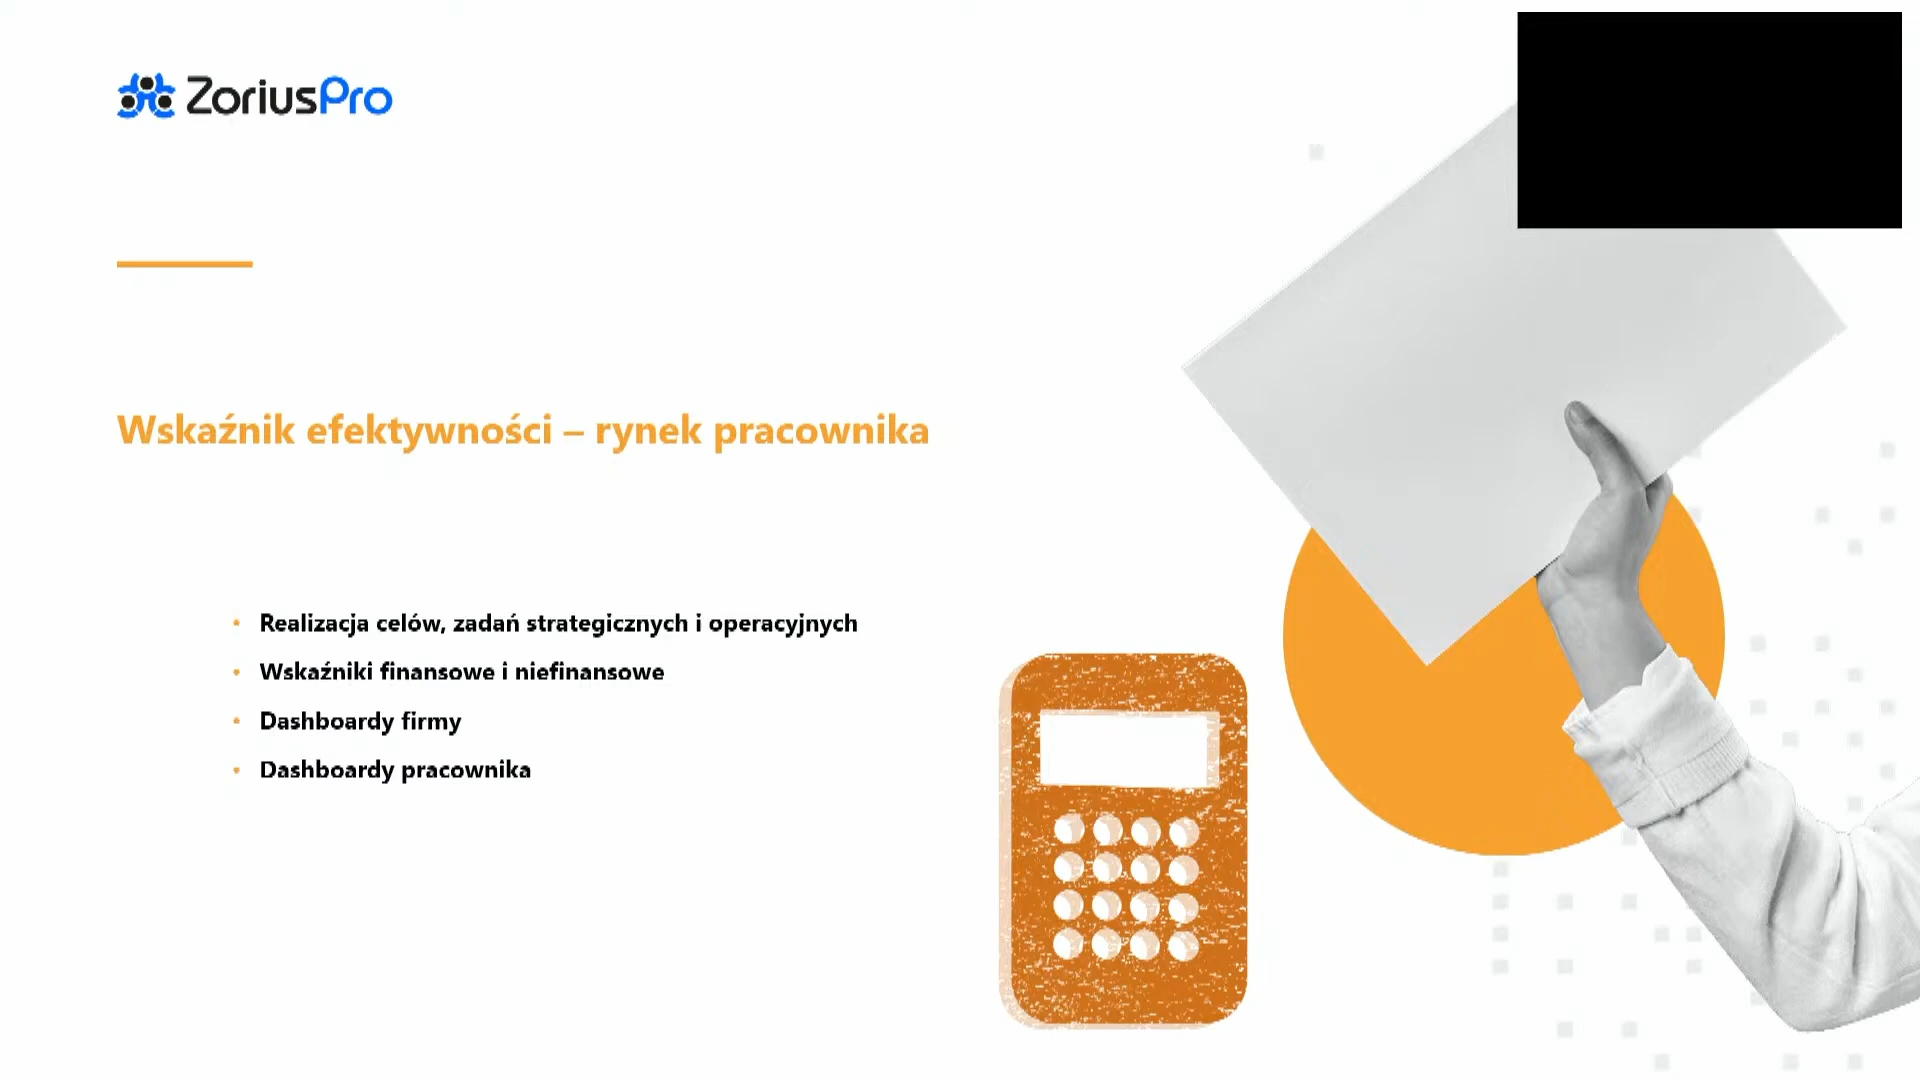 ZoriusPro
Wskaźnik efektywności – rynek pracownika
• Realizacja celów, zadań strategicznych i operacyjnych
• Wskaźniki finansowe i niefinansowe
• Dashboardy firmy
• Dashboardy pracownika